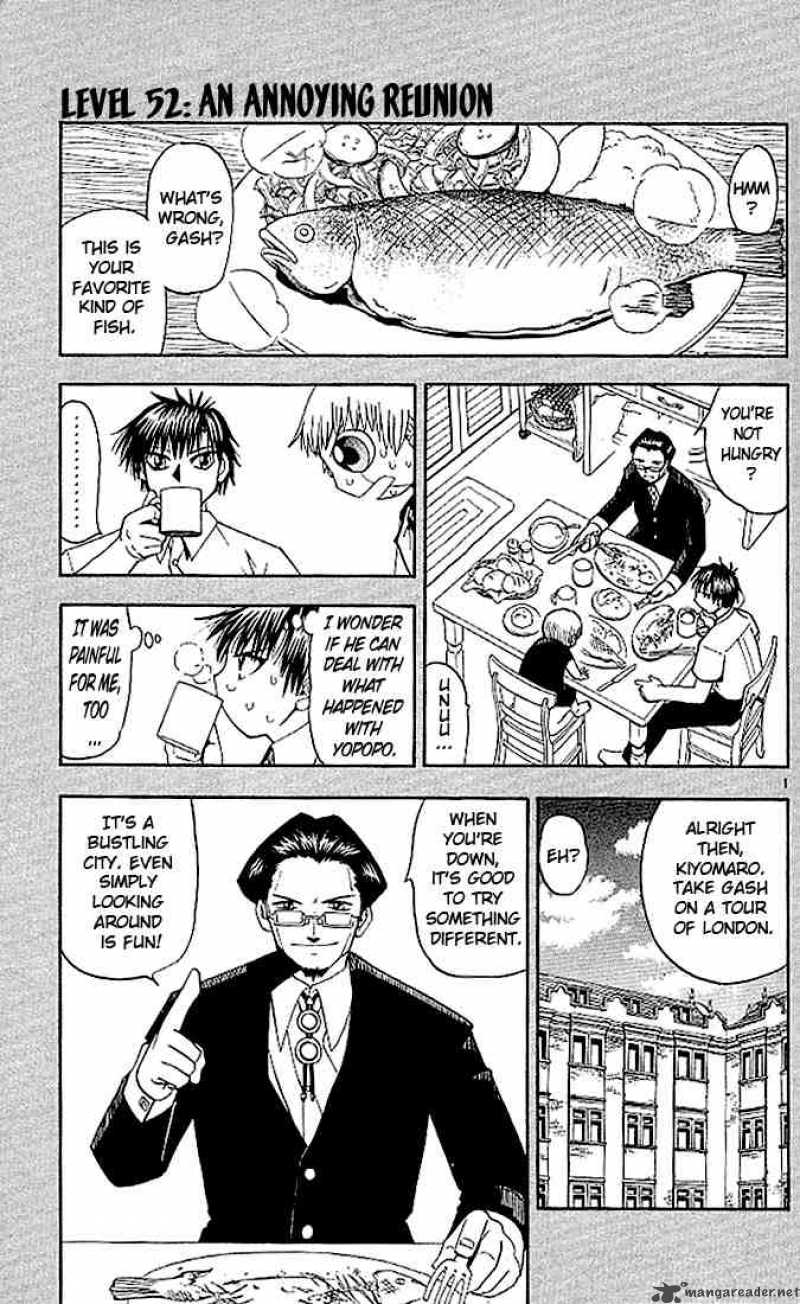 LEVEL 52: AN ANNOYING REUNION
HMM
?
WHAT'S
WRONG,
GASH?
THIS IS
YOUR
FAVORITE
KIND OF
FISH.
YOU'RE
NOT
HUNGRY
?
UNUU...
.........
I WONDER
IF HE CAN
DEAL WITH
WHAT
HAPPENED
WITH
YOPOPO.
IT WAS
PAINFUL
FOR ME,
TOO
...
1
ALRIGHT
THEN,
KIYOMARO.
TAKE GASH
ON A TOUR
OF LONDON.
EH?
WHEN
YOU'RE
DOWN,
IT'S GOOD
TO TRY
SOMETHING
DIFFERENT.
IT'S A
BUSTLING
CITY. EVEN
SIMPLY
LOOKING
AROUND
IS FUN!
mangareader.net